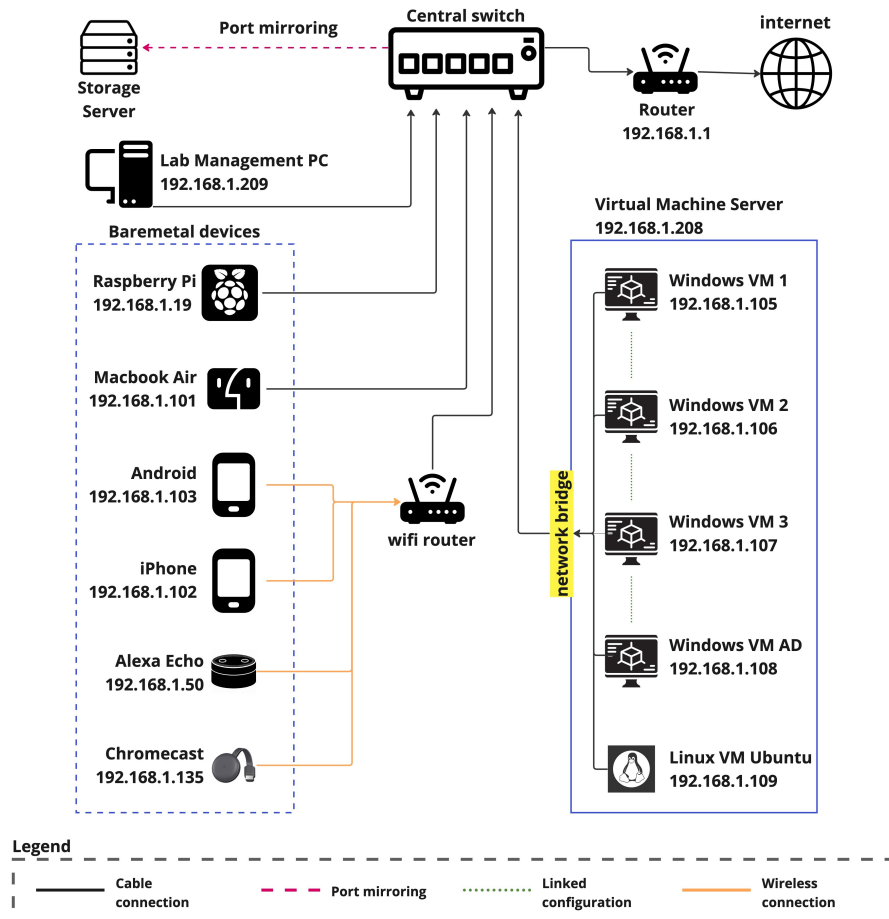 Central switch
internet
Port mirroring
Storage
Server
Router
192.168.1.1
Lab Management PC
192.168.1.209
Virtual Machine Server
192.168.1.208
Baremetal devices
Raspberry Pi
192.168.1.19
Macbook Air
192.168.1.101
Android
192.168.1.103
iPhone
192.168.1.102
Alexa Echo
192.168.1.50
Chromecast
192.168.1.135
wifi router
network bridge
Windows VM 1
192.168.1.105
Windows VM 2
192.168.1.106
Windows VM 3
192.168.1.107
Windows VM AD
192.168.1.108
Linux VM Ubuntu
192.168.1.109
Legend
Cable
connection
Port mirroring
Linked
configuration
Wireless
connection